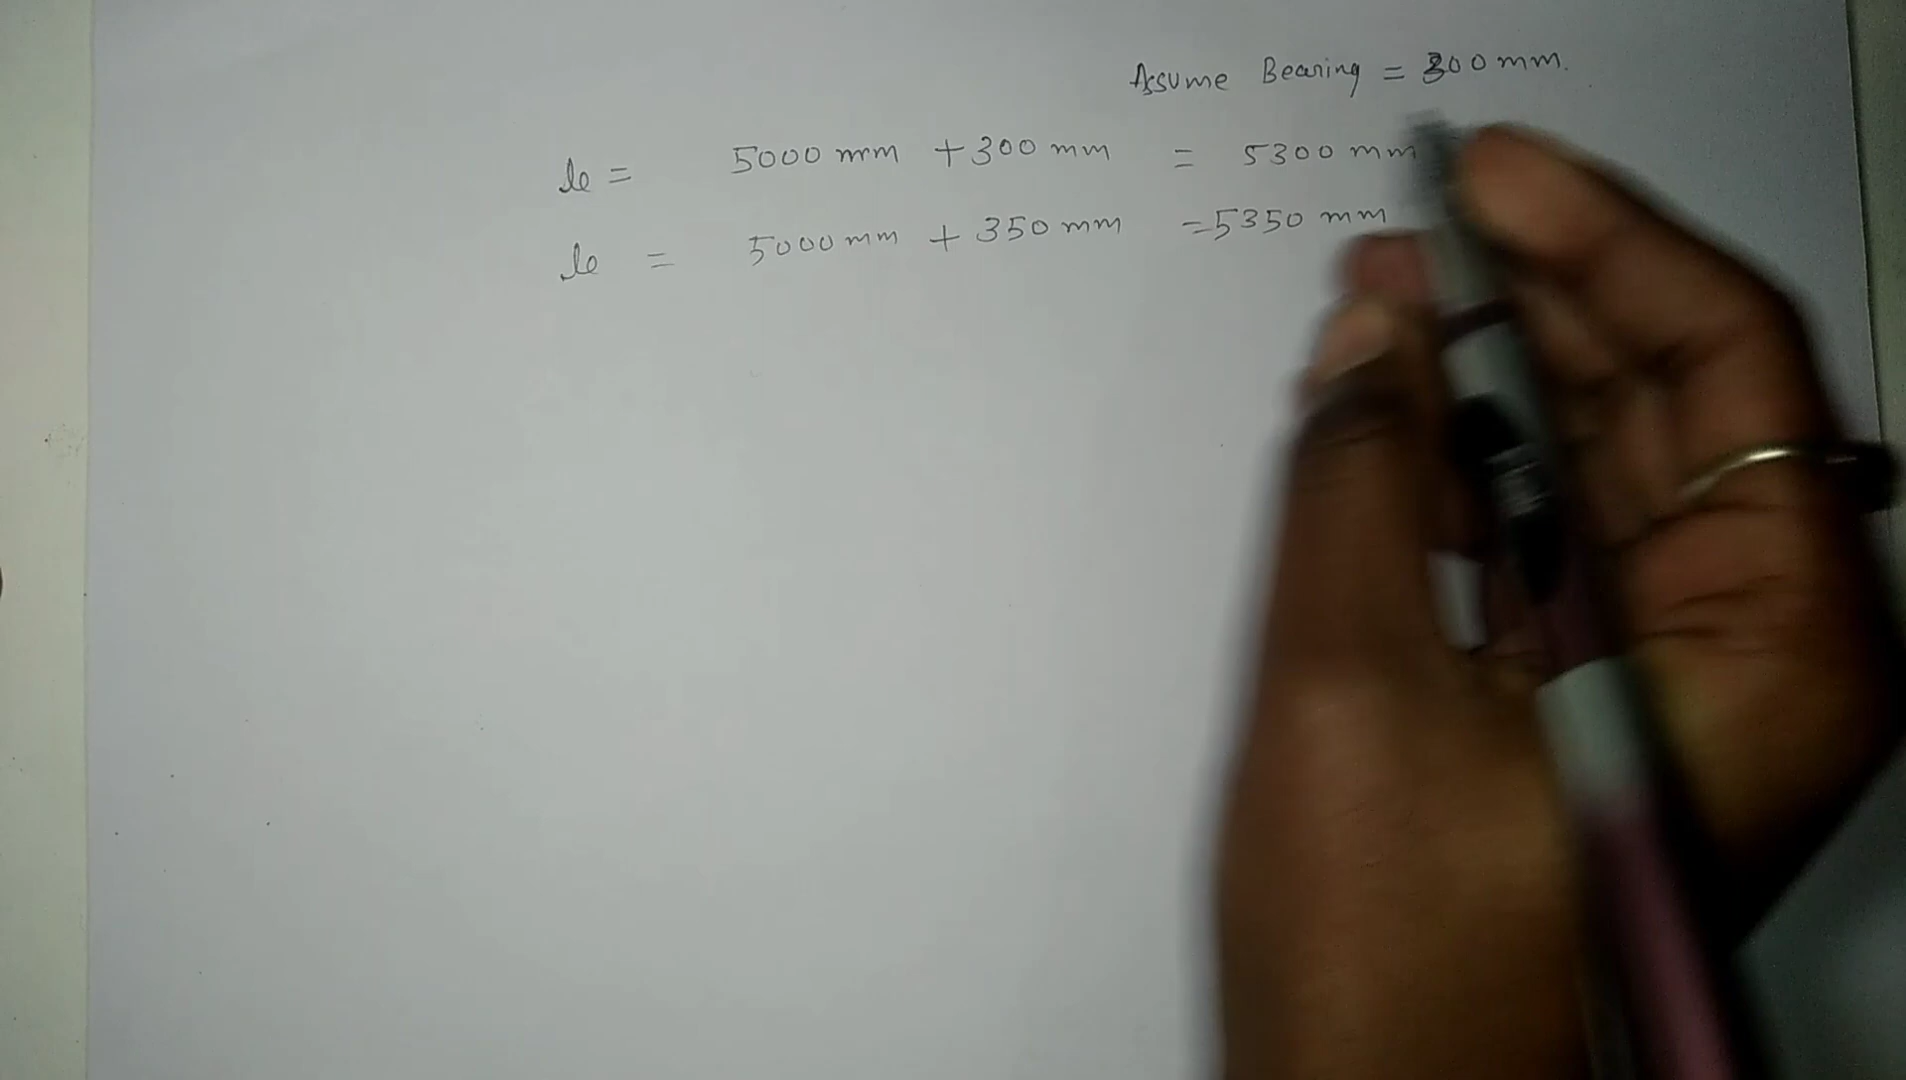 Assume Bearing = 300 mm.
le = 5000 mm + 300 mm = 5300 mm
le = 5000 mm + 350 mm = 5350 mm